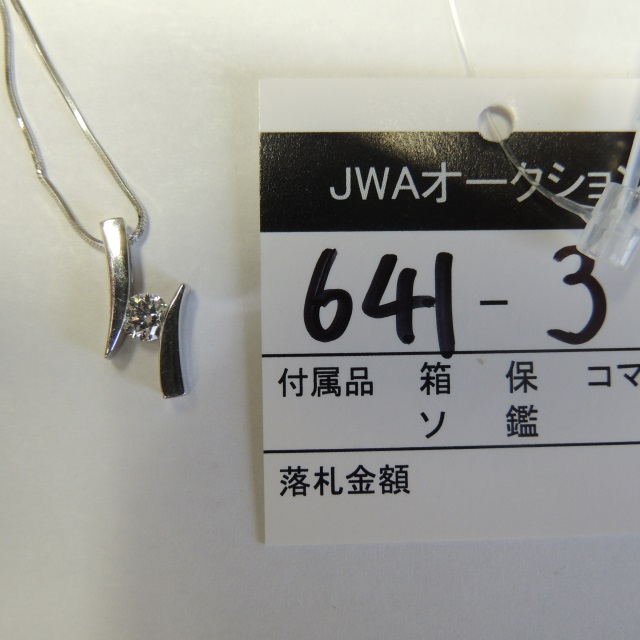 JWAオークション
641-3
付属品 箱 保 コマ
ソ 鑑
落札金額